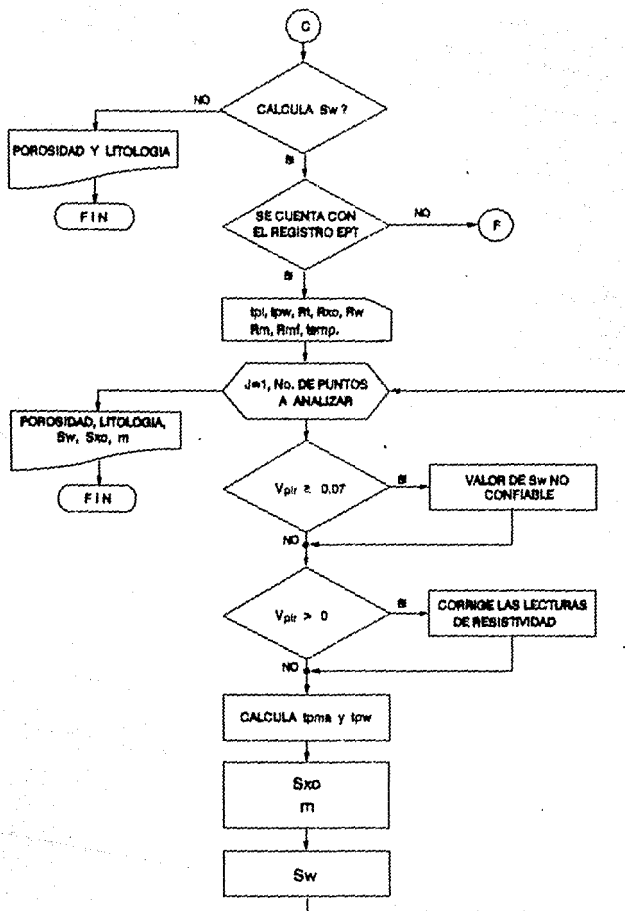 G
CALCULA Sw ?
NO
POROSIDAD Y LITOLOGIA
FIN
SI
SE CUENTA CON
EL REGISTRO EPT
NO
F
SI
tpl, tpw, Rt, Rxo, Rw
Rm, Rmf, temp.
J=1, No. DE PUNTOS
A ANALIZAR
POROSIDAD, LITOLOGIA,
Sw, Sxo, m
FIN
Vpir ≥ 0.07
SI
VALOR DE Sw NO
CONFIABLE
NO
Vpir > 0
SI
CORRIGE LAS LECTURAS
DE RESISTIVIDAD
NO
CALCULA tpma y tpw
Sxo
m
Sw